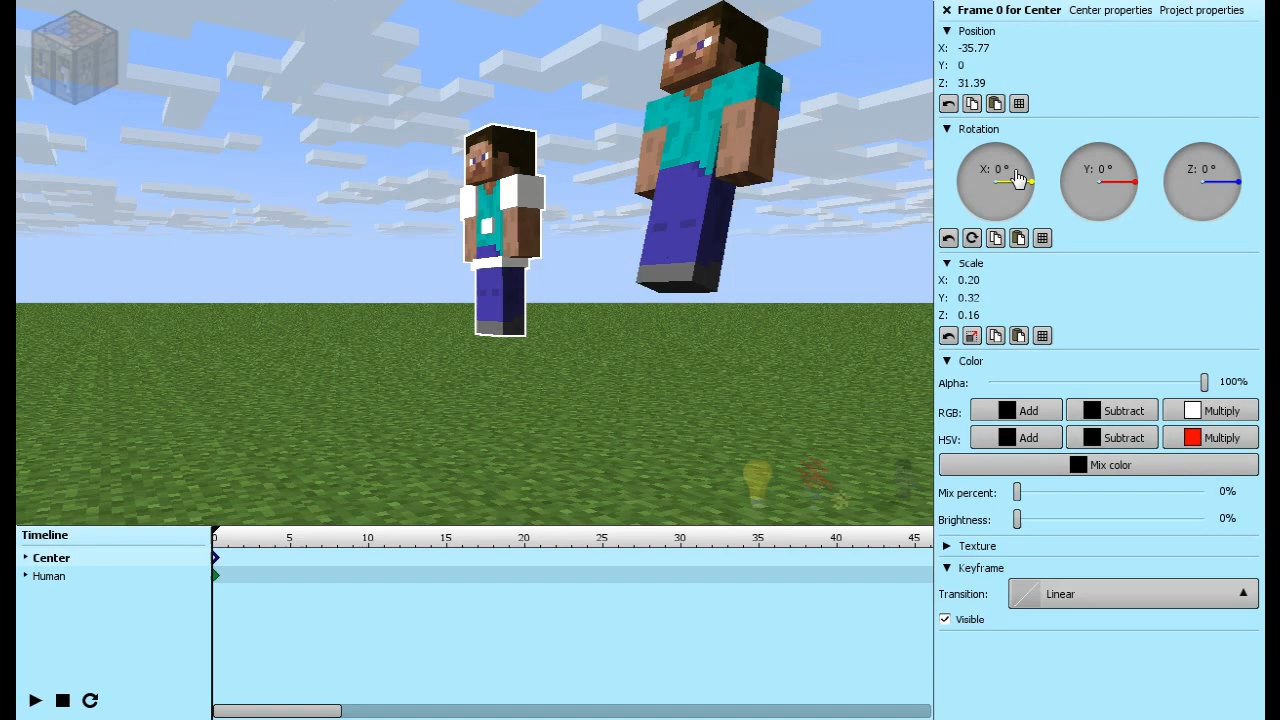 ✕ Frame 0 for Center Center properties Project properties
▼ Position
X: -35.77
Y: 0
Z: 31.39
▼ Rotation
X: 0 °
Y: 0 °
Z: 0 °
▼ Scale
X: 0.20
Y: 0.32
Z: 0.16
▼ Color
Alpha: 100%
RGB: Add Subtract Multiply
HSV: Add Subtract Multiply
Mix color
Mix percent: 0%
Brightness: 0%
▶ Texture
▼ Keyframe
Transition: Linear ▲
Visible
Timeline
0 5 10 15 20 25 30 35 40 45
Center
Human